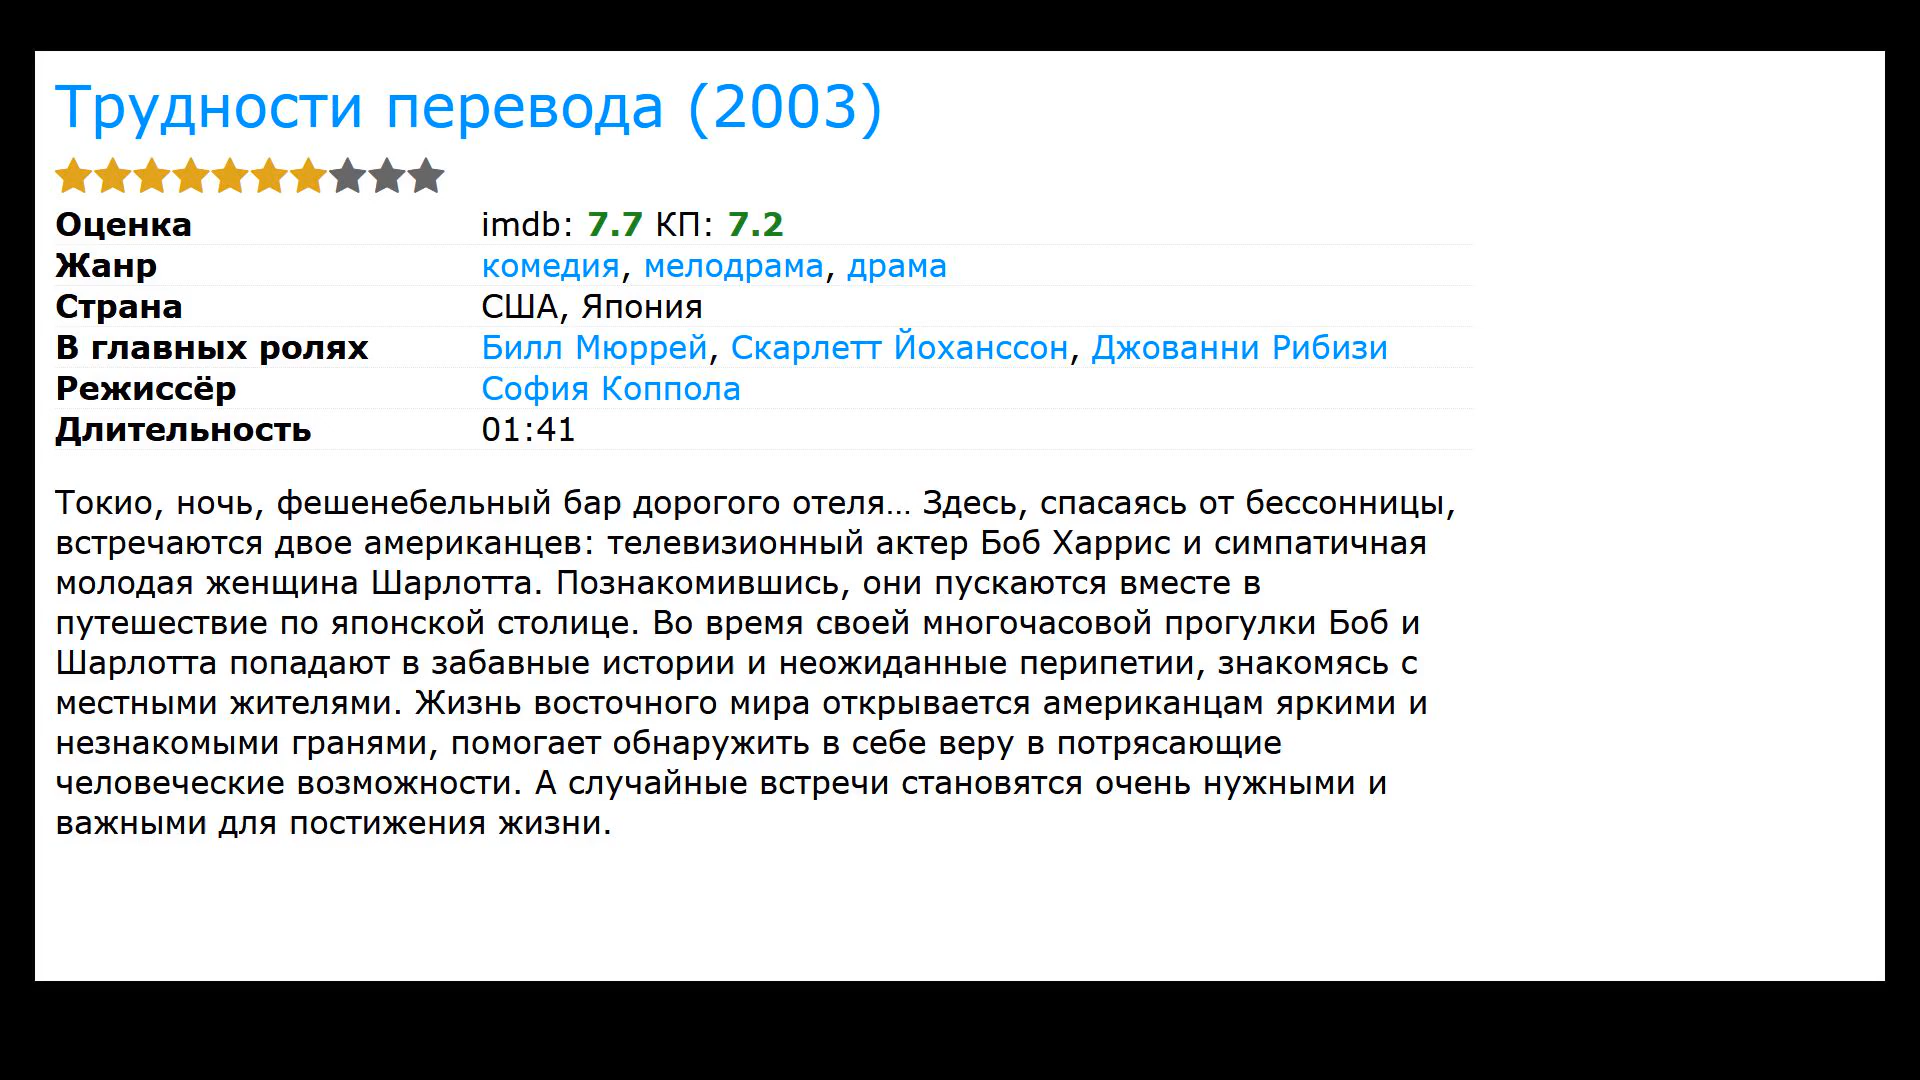 Трудности перевода (2003)
Оценка imdb: 7.7 КП: 7.2
Жанр комедия, мелодрама, драма
Страна США, Япония
В главных ролях Билл Мюррей, Скарлетт Йоханссон, Джованни Рибизи
Режиссёр София Коппола
Длительность 01:41
Токио, ночь, фешенебельный бар дорогого отеля… Здесь, спасаясь от бессонницы,
встречаются двое американцев: телевизионный актер Боб Харрис и симпатичная
молодая женщина Шарлотта. Познакомившись, они пускаются вместе в
путешествие по японской столице. Во время своей многочасовой прогулки Боб и
Шарлотта попадают в забавные истории и неожиданные перипетии, знакомясь с
местными жителями. Жизнь восточного мира открывается американцам яркими и
незнакомыми гранями, помогает обнаружить в себе веру в потрясающие
человеческие возможности. А случайные встречи становятся очень нужными и
важными для постижения жизни.